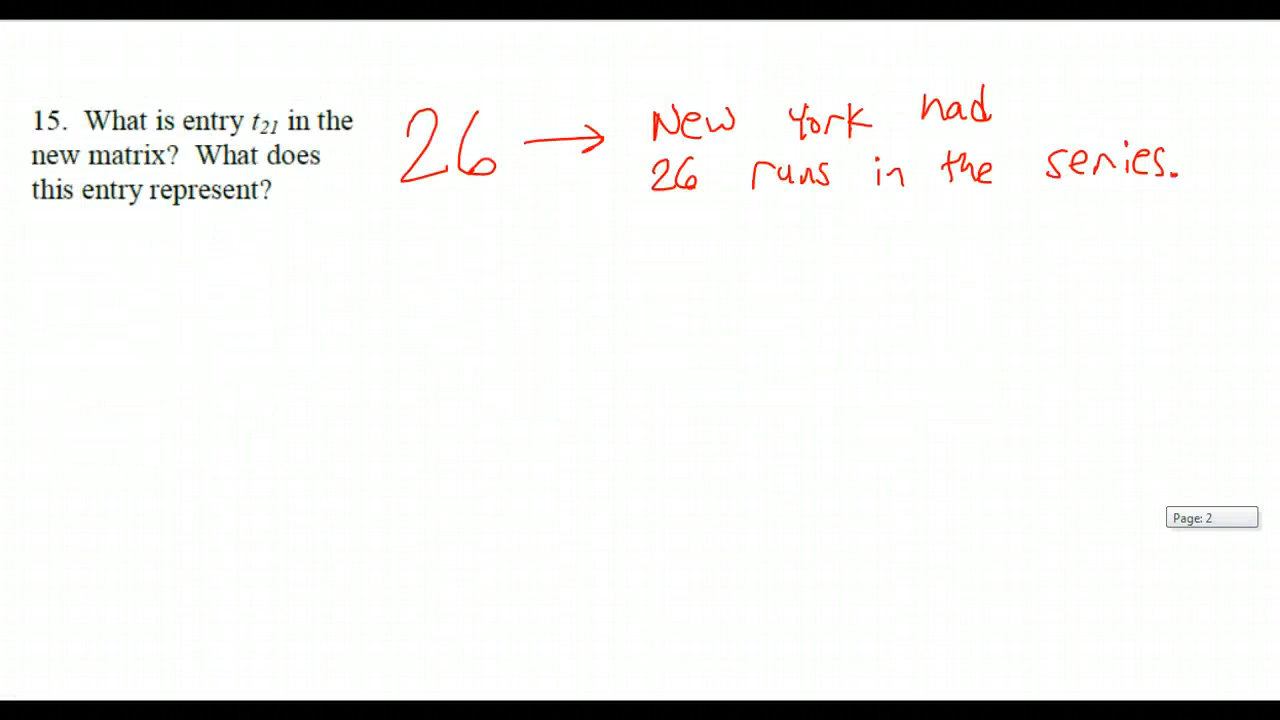 15. What is entry t21 in the
new matrix? What does
this entry represent?
26 → New York had
26 runs in the series.
Page: 2